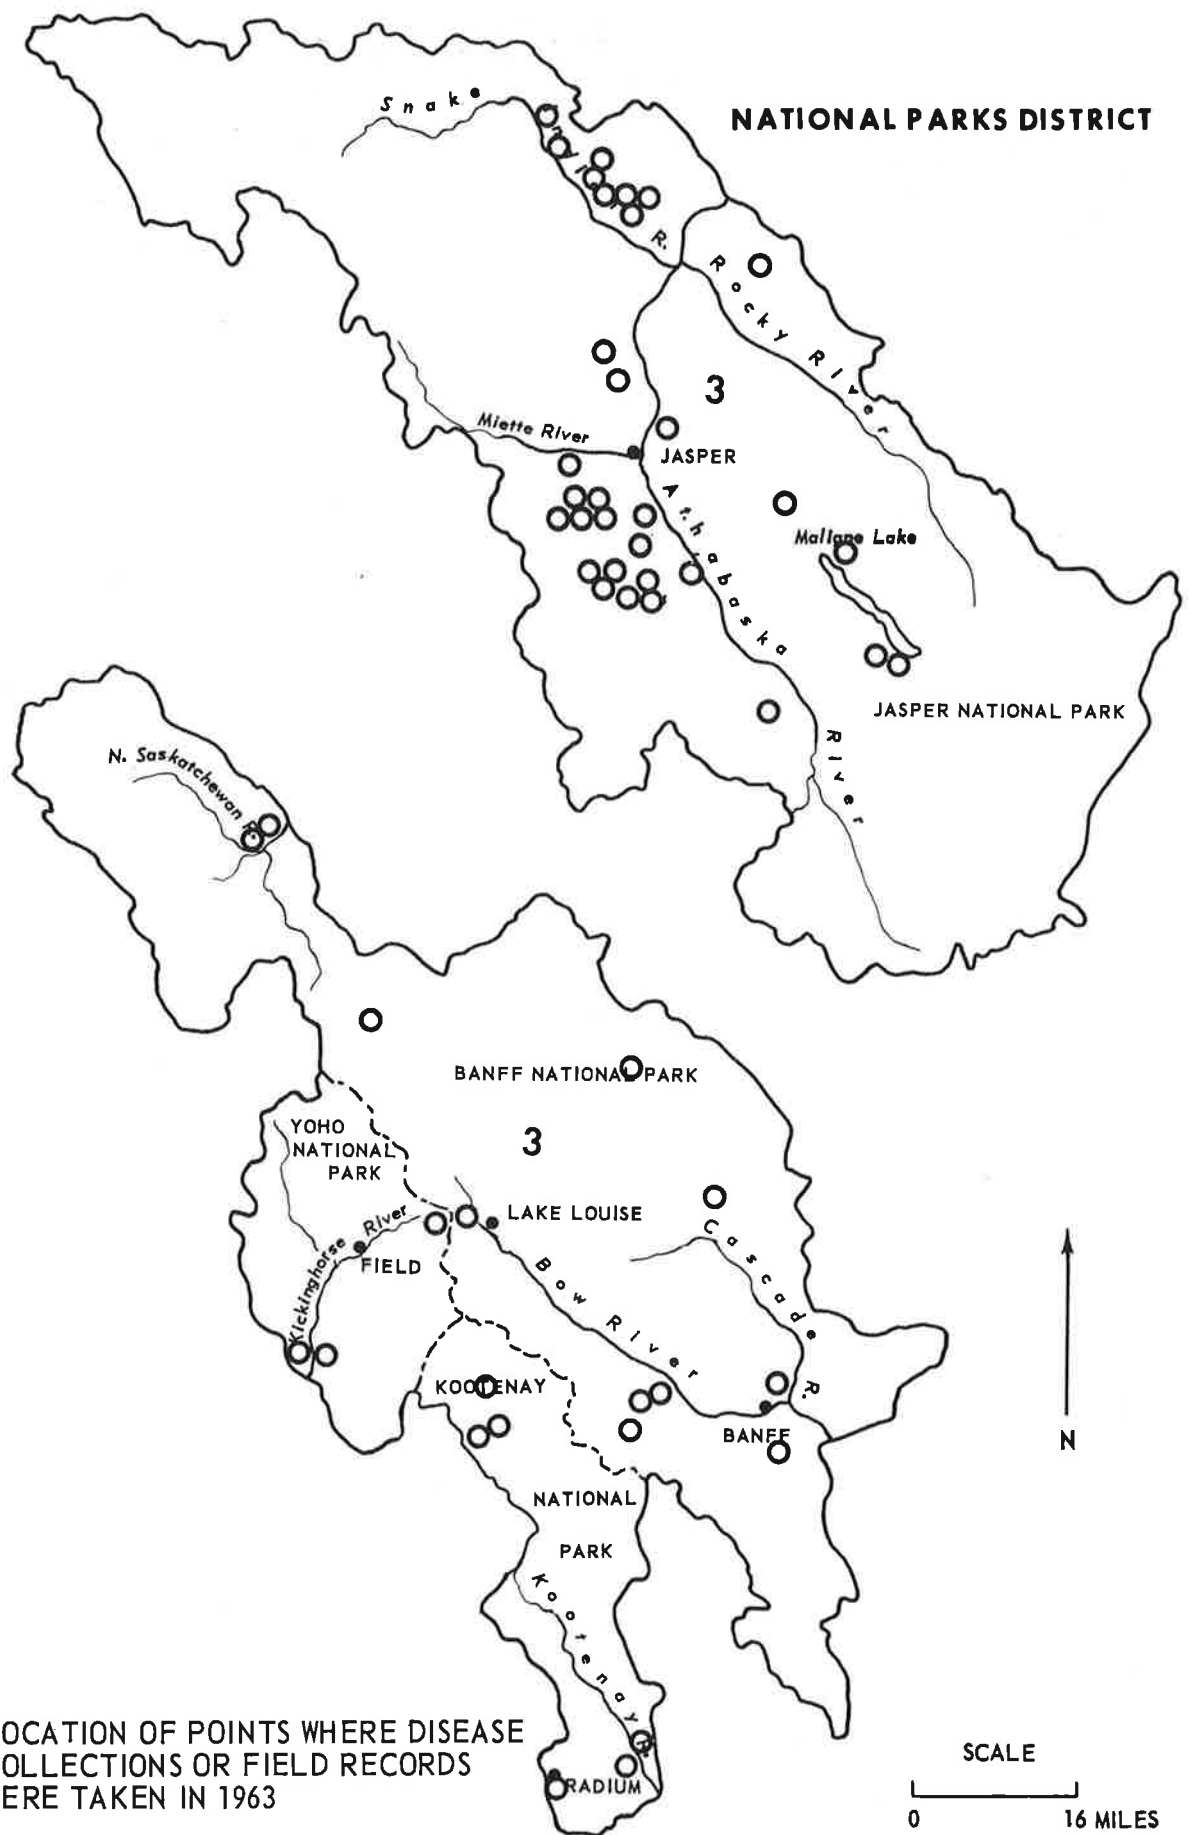 NATIONAL PARKS DISTRICT
Snake
Indian R.
Rocky River
3
Miette River
JASPER
Athabaska
River
Maligne Lake
JASPER NATIONAL PARK
N. Saskatchewan R.
BANFF NATIONAL PARK
3
YOHO
NATIONAL
PARK
Kickinghorse River
LAKE LOUISE
FIELD
Cascade R.
Bow River
KOOTENAY
BANFF
N
NATIONAL
PARK
Kootenay R.
RADIUM
OCATION OF POINTS WHERE DISEASE
OLLECTIONS OR FIELD RECORDS
ERE TAKEN IN 1963
SCALE
0 16 MILES